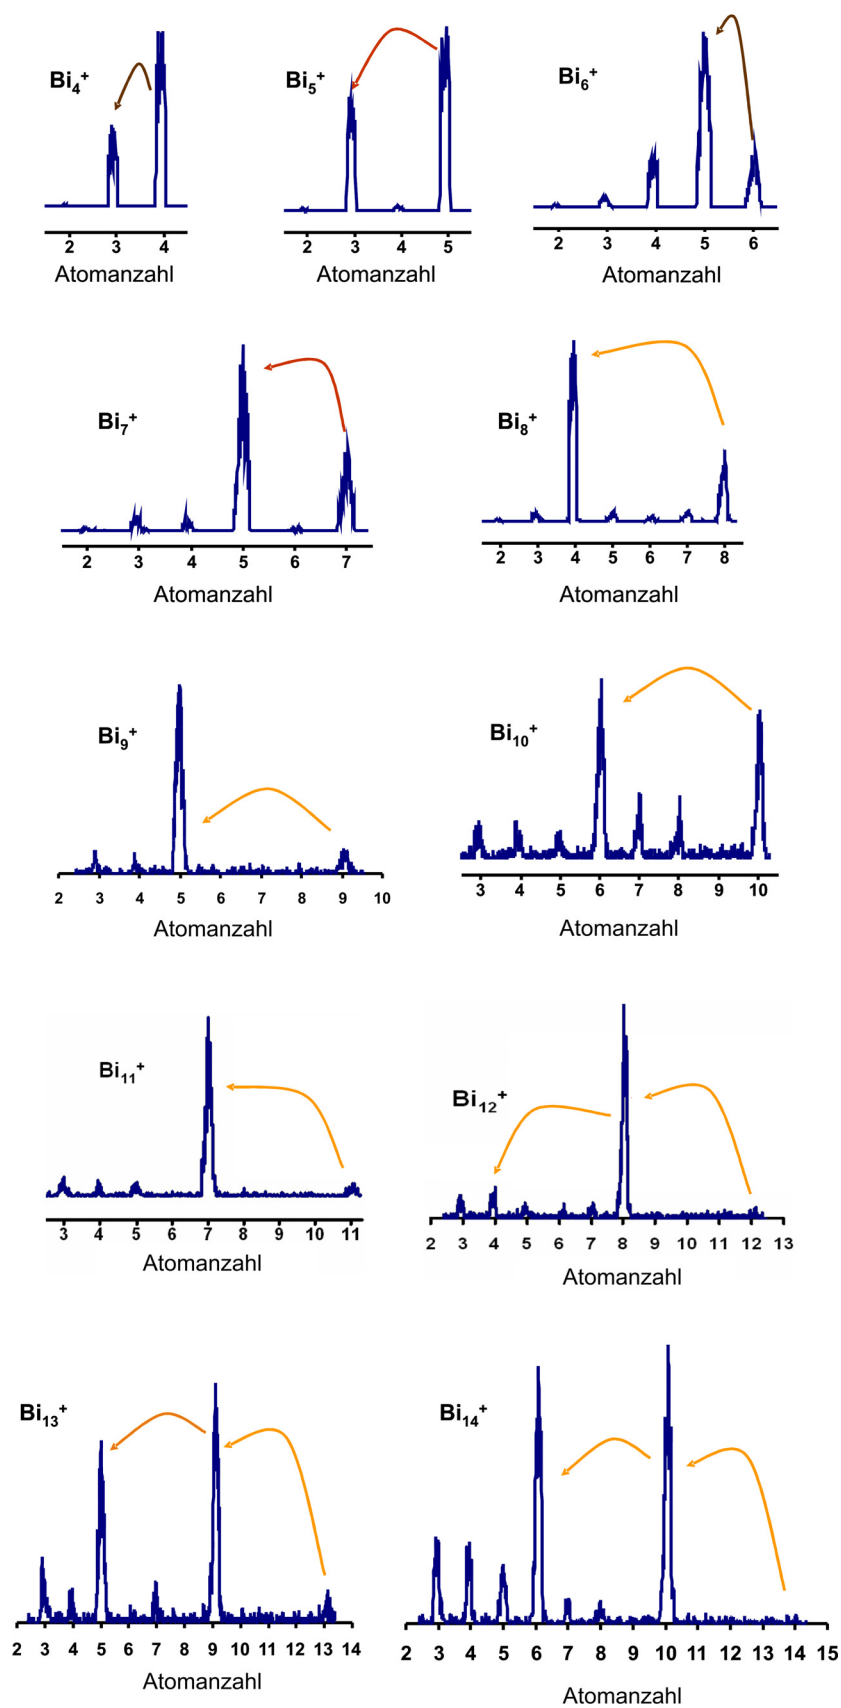 Bi4+
2 3 4
Atomanzahl
Bi5+
2 3 4 5
Atomanzahl
Bi6+
2 3 4 5 6
Atomanzahl
Bi7+
2 3 4 5 6 7
Atomanzahl
Bi8+
2 3 4 5 6 7 8
Atomanzahl
Bi9+
2 3 4 5 6 7 8 9 10
Atomanzahl
Bi10+
3 4 5 6 7 8 9 10
Atomanzahl
Bi11+
3 4 5 6 7 8 9 10 11
Atomanzahl
Bi12+
2 3 4 5 6 7 8 9 10 11 12 13
Atomanzahl
Bi13+
2 3 4 5 6 7 8 9 10 11 12 13 14
Atomanzahl
Bi14+
2 3 4 5 6 7 8 9 10 11 12 13 14 15
Atomanzahl